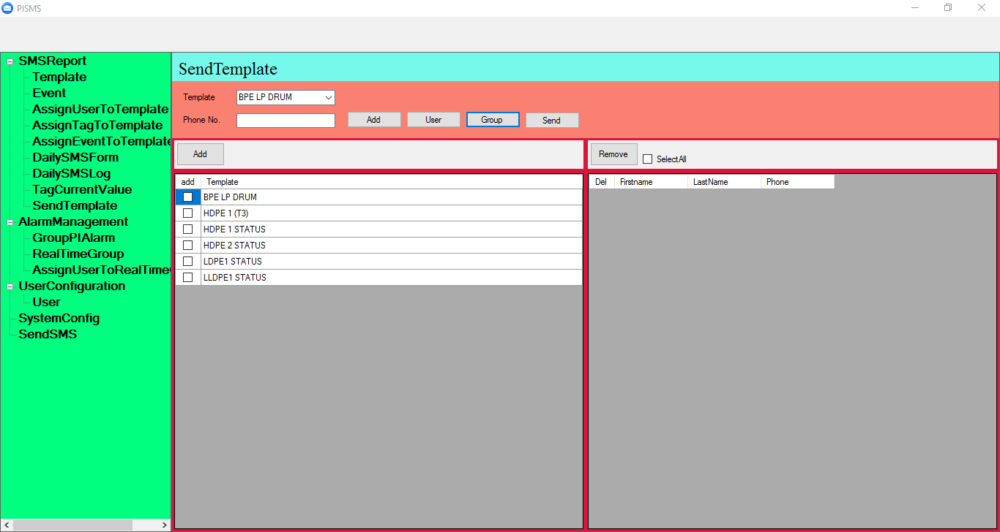 PISMS
SMSReport
Template
Event
AssignUserToTemplate
AssignTagToTemplate
AssignEventToTemplate
DailySMSForm
DailySMSLog
TagCurrentValue
SendTemplate
AlarmManagement
GroupPIAlarm
RealTimeGroup
AssignUserToRealTime
UserConfiguration
User
SystemConfig
SendSMS
SendTemplate
Template BPE LP DRUM
Phone No. Add User Group Send
Add
add Template
BPE LP DRUM
HDPE 1 (T3)
HDPE 1 STATUS
HDPE 2 STATUS
LDPE1 STATUS
LLDPE1 STATUS
Remove SelectAll
Del Firstname LastName Phone